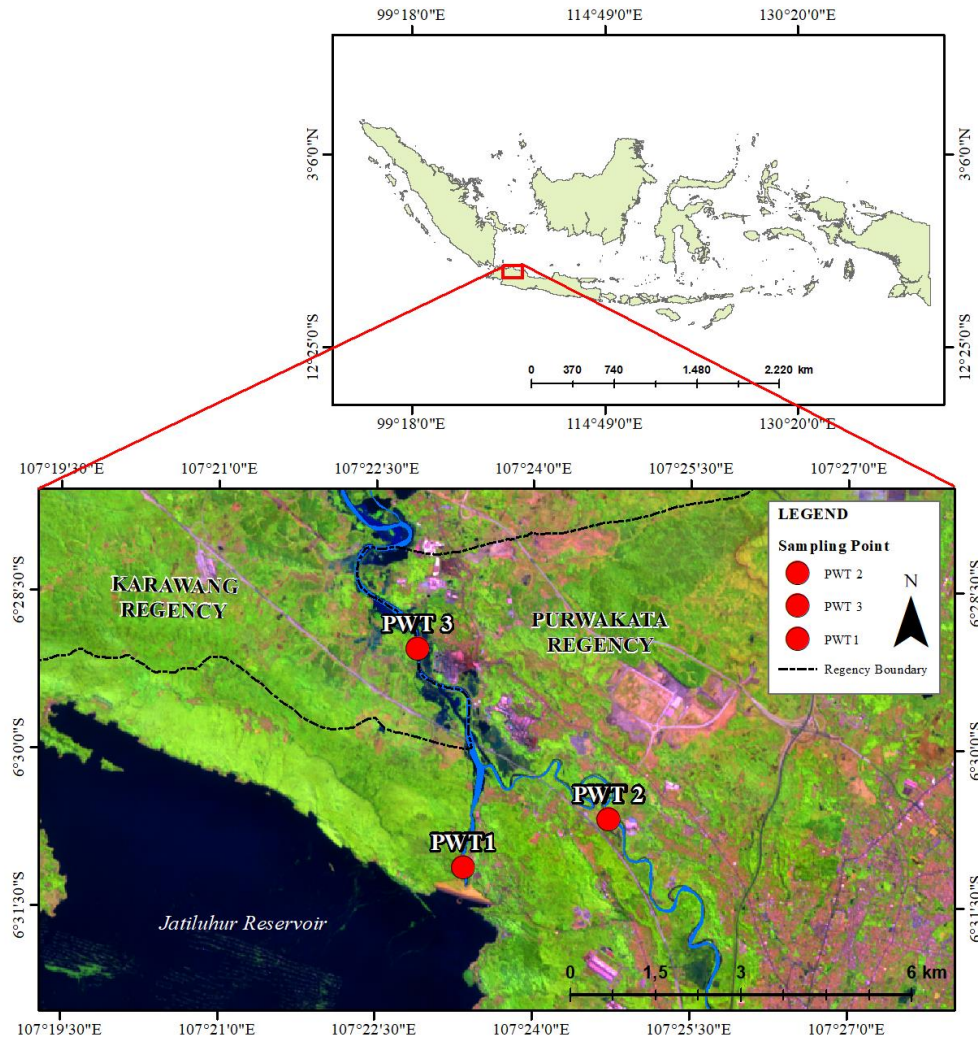 99°18'0"E 114°49'0"E 130°20'0"E
3°6'0"N
3°6'0"N
12°25'0"S
12°25'0"S
0 370 740 1.480 2.220 km
99°18'0"E 114°49'0"E 130°20'0"E
107°19'30"E 107°21'0"E 107°22'30"E 107°24'0"E 107°25'30"E 107°27'0"E
LEGEND
Sampling Point
PWT 2
PWT 3
PWT1
Regency Boundary
N
6°28'30"S
6°28'30"S
KARAWANG
REGENCY
PURWAKATA
REGENCY
PWT 3
6°30'0"S
6°30'0"S
PWT 2
PWT1
6°31'30"S
6°31'30"S
Jatiluhur Reservoir
0 1,5 3 6 km
107°19'30"E 107°21'0"E 107°22'30"E 107°24'0"E 107°25'30"E 107°27'0"E